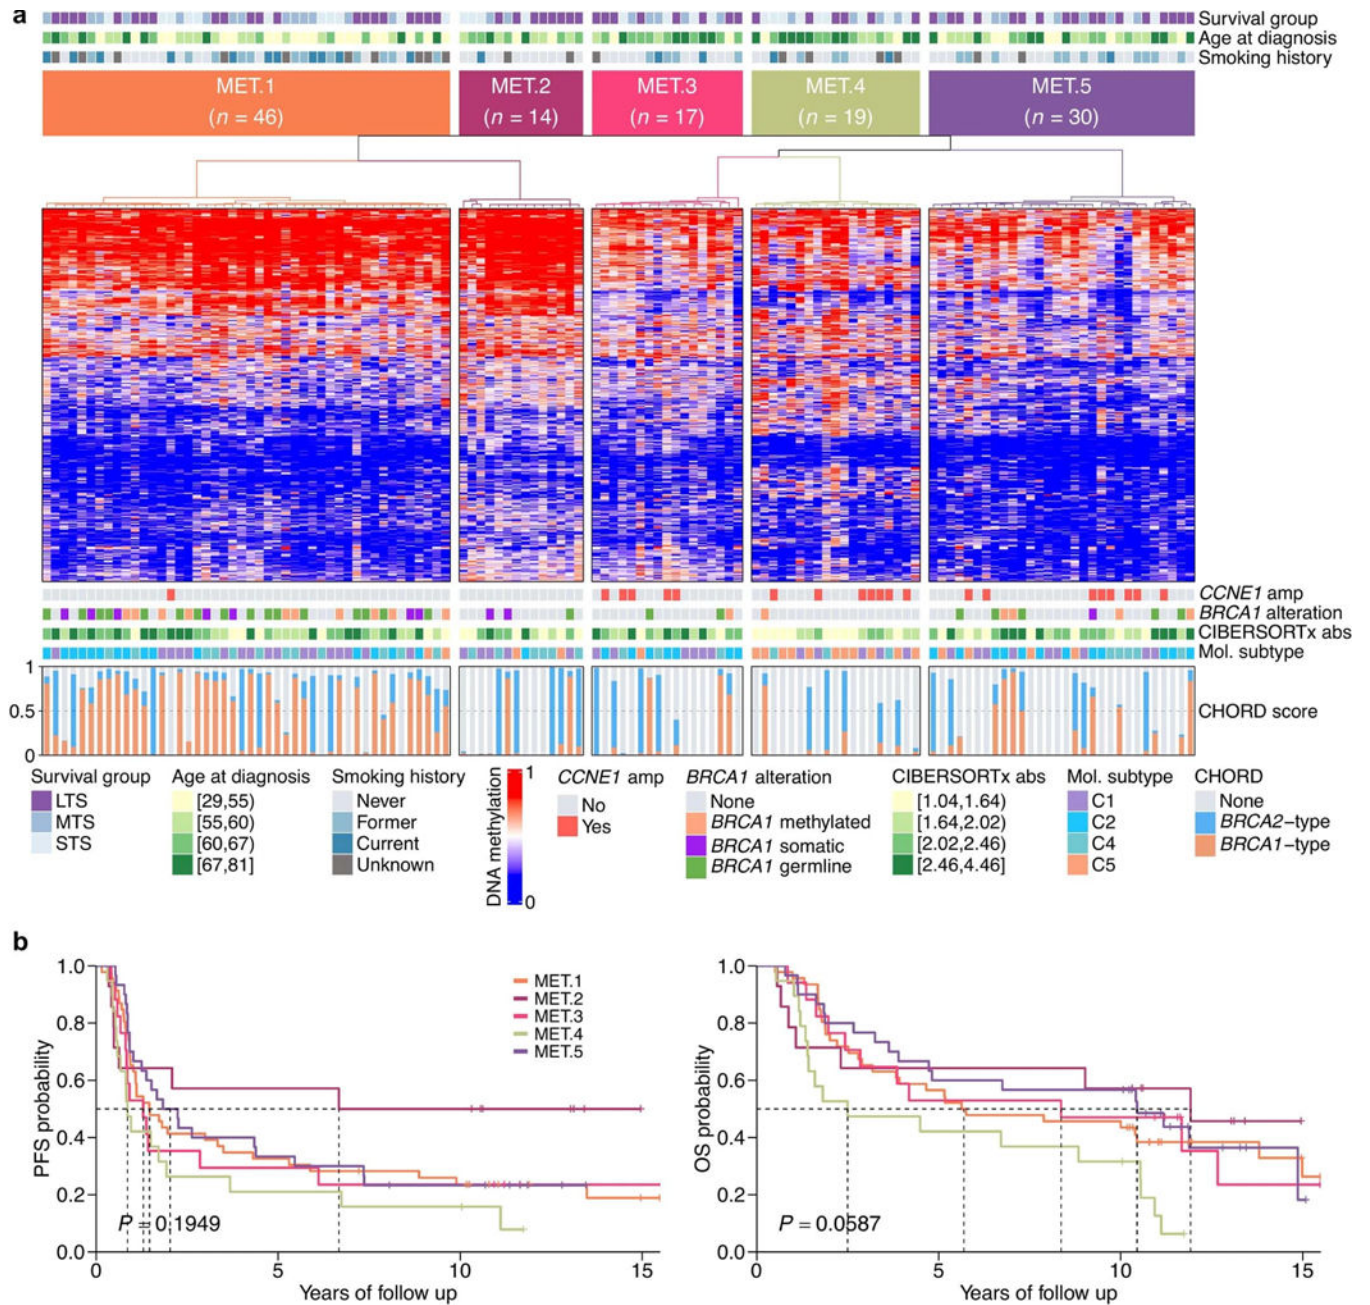 a
Survival group
Age at diagnosis
Smoking history
MET.1 MET.2 MET.3 MET.4 MET.5
(n = 46) (n = 14) (n = 17) (n = 19) (n = 30)
CCNE1 amp
BRCA1 alteration
CIBERSORTx abs
Mol. subtype
1
0.5
0
CHORD score
Survival group
LTS
MTS
STS
Age at diagnosis
[29,55)
[55,60)
[60,67)
[67,81]
Smoking history
Never
Former
Current
Unknown
DNA methylation
1
0
CCNE1 amp
No
Yes
BRCA1 alteration
None
BRCA1 methylated
BRCA1 somatic
BRCA1 germline
CIBERSORTx abs
[1.04,1.64)
[1.64,2.02)
[2.02,2.46)
[2.46,4.46]
Mol. subtype
C1
C2
C4
C5
CHORD
None
BRCA2−type
BRCA1−type
b
PFS probability
1.0
0.8
0.6
0.4
0.2
0.0
MET.1
MET.2
MET.3
MET.4
MET.5
P = 0.1949
0 5 10 15
Years of follow up
OS probability
1.0
0.8
0.6
0.4
0.2
0.0
P = 0.0587
0 5 10 15
Years of follow up